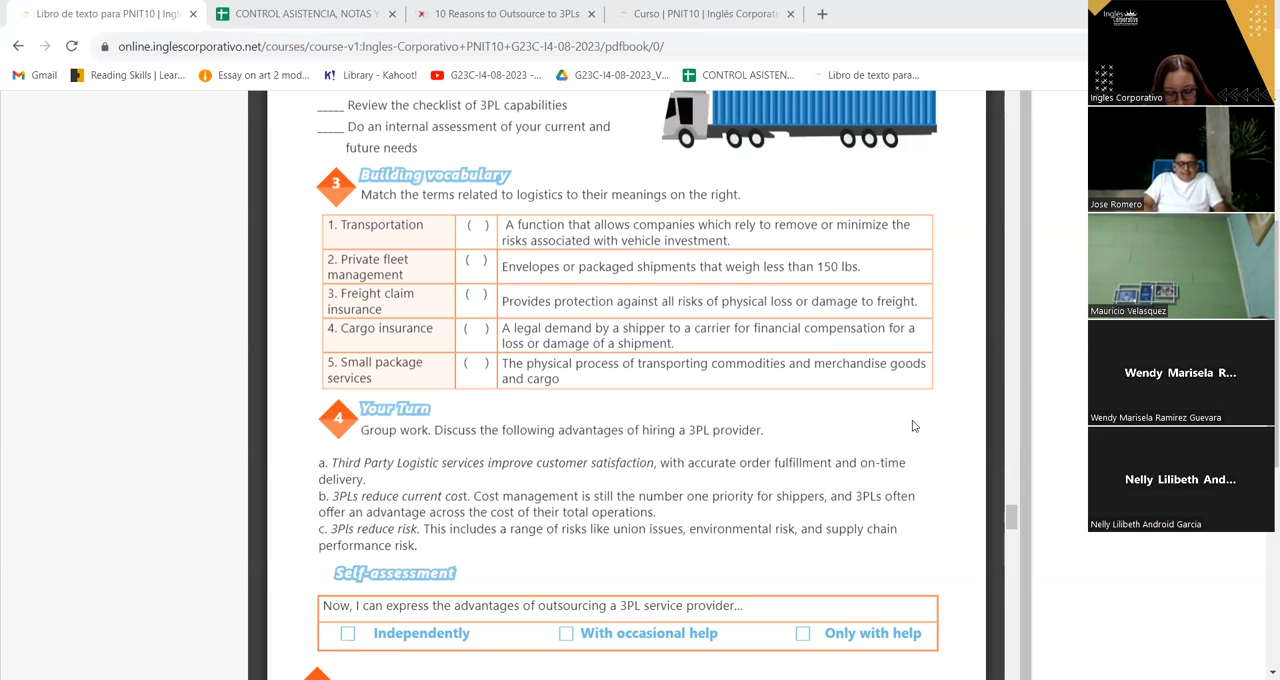 Libro de texto para PNIT10 | Ingl
CONTROL ASISTENCIA, NOTAS Y
10 Reasons to Outsource to 3PLs
Curso | PNIT10 | Inglés Corporati
online.inglescorporativo.net/courses/course-v1:Ingles-Corporativo+PNIT10+G23C-I4-08-2023/pdfbook/0/
Gmail
Reading Skills | Lear...
Essay on art 2 mod...
Library - Kahoot!
G23C-I4-08-2023 -...
G23C-I4-08-2023_V...
CONTROL ASISTEN...
Libro de texto para...
_____ Review the checklist of 3PL capabilities
_____ Do an internal assessment of your current and
future needs
3
Building vocabulary
Match the terms related to logistics to their meanings on the right.
1. Transportation ( ) A function that allows companies which rely to remove or minimize the
risks associated with vehicle investment.
2. Private fleet
management ( ) Envelopes or packaged shipments that weigh less than 150 lbs.
3. Freight claim
insurance ( ) Provides protection against all risks of physical loss or damage to freight.
4. Cargo insurance ( ) A legal demand by a shipper to a carrier for financial compensation for a
loss or damage of a shipment.
5. Small package
services ( ) The physical process of transporting commodities and merchandise goods
and cargo
4
Your Turn
Group work. Discuss the following advantages of hiring a 3PL provider.
a. Third Party Logistic services improve customer satisfaction, with accurate order fulfillment and on-time
delivery.
b. 3PLs reduce current cost. Cost management is still the number one priority for shippers, and 3PLs often
offer an advantage across the cost of their total operations.
c. 3Pls reduce risk. This includes a range of risks like union issues, environmental risk, and supply chain
performance risk.
Self-assessment
Now, I can express the advantages of outsourcing a 3PL service provider...
Independently
With occasional help
Only with help
Inglés
Corporativo
Ingles Corporativo
Jose Romero
Mauricio Velasquez
Wendy Marisela R...
Wendy Marisela Ramirez Guevara
Nelly Lilibeth And...
Nelly Lilibeth Android Garcia